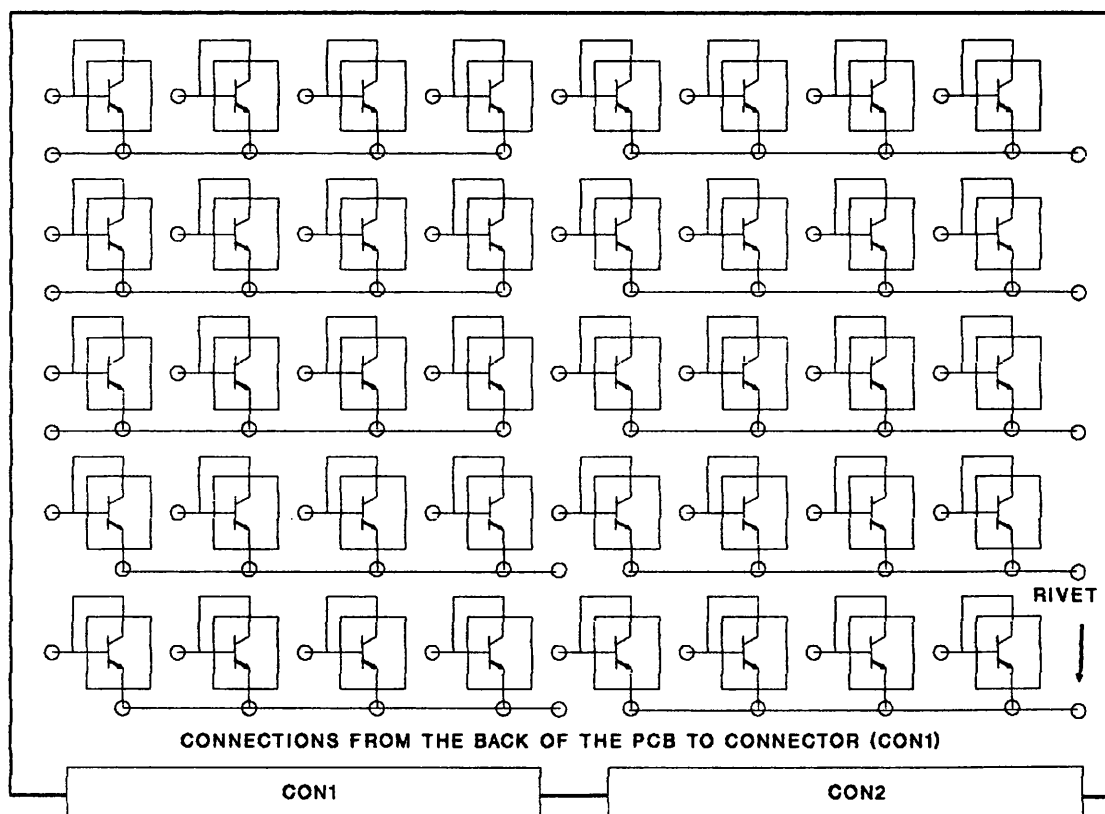 RIVET
CONNECTIONS FROM THE BACK OF THE PCB TO CONNECTOR (CON1)
CON1
CON2